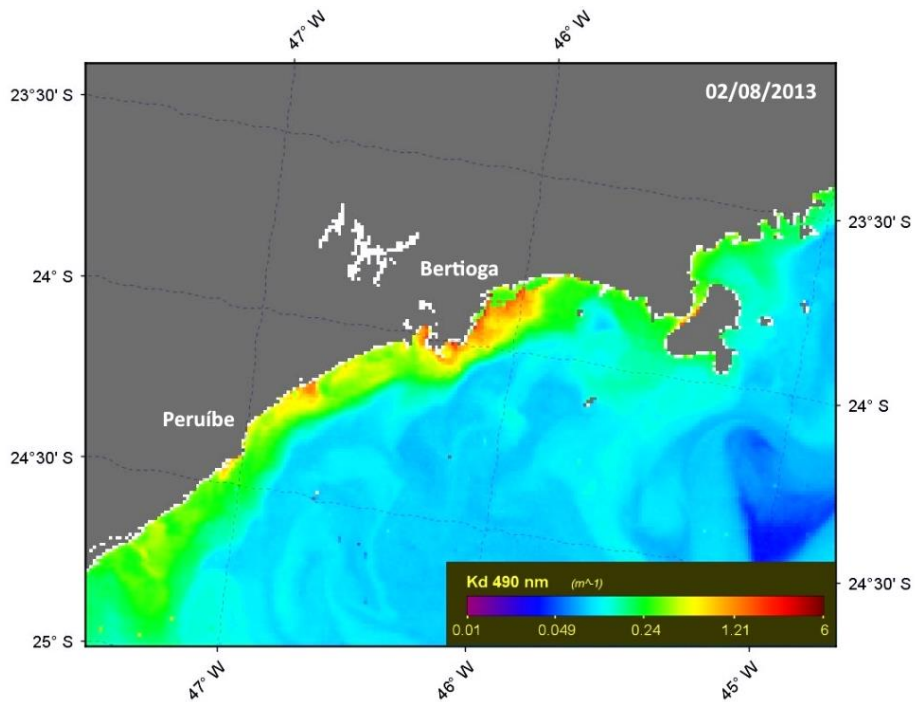 47° W
46° W
23°30' S
02/08/2013
23°30' S
24° S
Bertioga
24° S
Peruíbe
24°30' S
Kd 490 nm (m^-1)
0.01 0.049 0.24 1.21 6
24°30' S
25° S
47° W
46° W
45° W